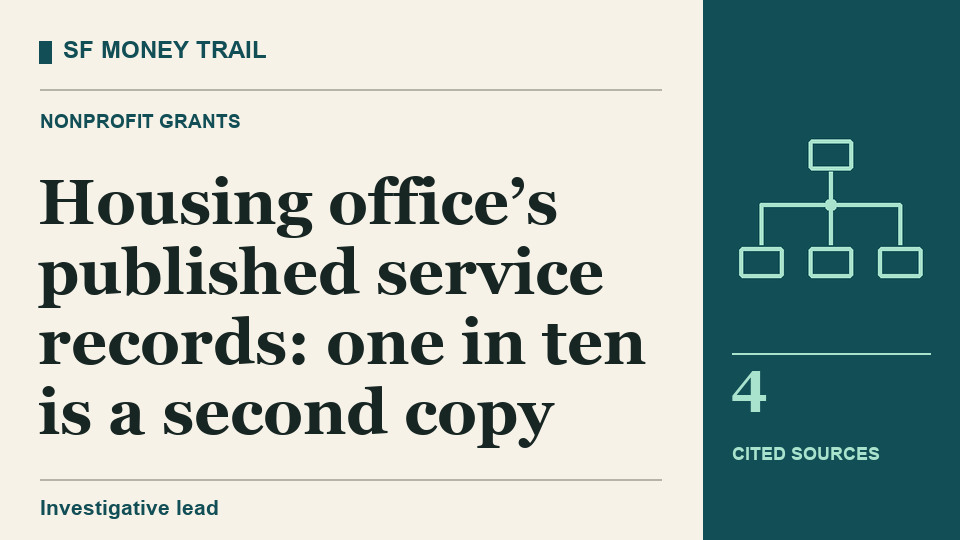 SF MONEY TRAIL
NONPROFIT GRANTS
Housing office’s
published service
records: one in ten
is a second copy
Investigative lead
4
CITED SOURCES